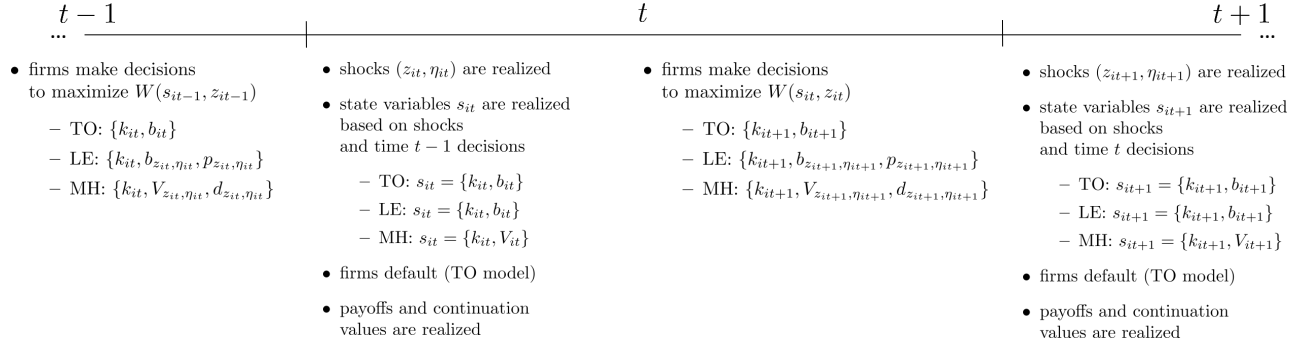 t − 1
t
t + 1
...
...
• firms make decisions
to maximize W(s_{it−1}, z_{it−1})
– TO: {k_{it}, b_{it}}
– LE: {k_{it}, b_{z_{it},η_{it}}, p_{z_{it},η_{it}}}
– MH: {k_{it}, V_{z_{it},η_{it}}, d_{z_{it},η_{it}}}
• shocks (z_{it}, η_{it}) are realized
• state variables s_{it} are realized
based on shocks
and time t − 1 decisions
– TO: s_{it} = {k_{it}, b_{it}}
– LE: s_{it} = {k_{it}, b_{it}}
– MH: s_{it} = {k_{it}, V_{it}}
• firms default (TO model)
• payoffs and continuation
values are realized
• firms make decisions
to maximize W(s_{it}, z_{it})
– TO: {k_{it+1}, b_{it+1}}
– LE: {k_{it+1}, b_{z_{it+1},η_{it+1}}, p_{z_{it+1},η_{it+1}}}
– MH: {k_{it+1}, V_{z_{it+1},η_{it+1}}, d_{z_{it+1},η_{it+1}}}
• shocks (z_{it+1}, η_{it+1}) are realized
• state variables s_{it+1} are realized
based on shocks
and time t decisions
– TO: s_{it+1} = {k_{it+1}, b_{it+1}}
– LE: s_{it+1} = {k_{it+1}, b_{it+1}}
– MH: s_{it+1} = {k_{it+1}, V_{it+1}}
• firms default (TO model)
• payoffs and continuation
values are realized